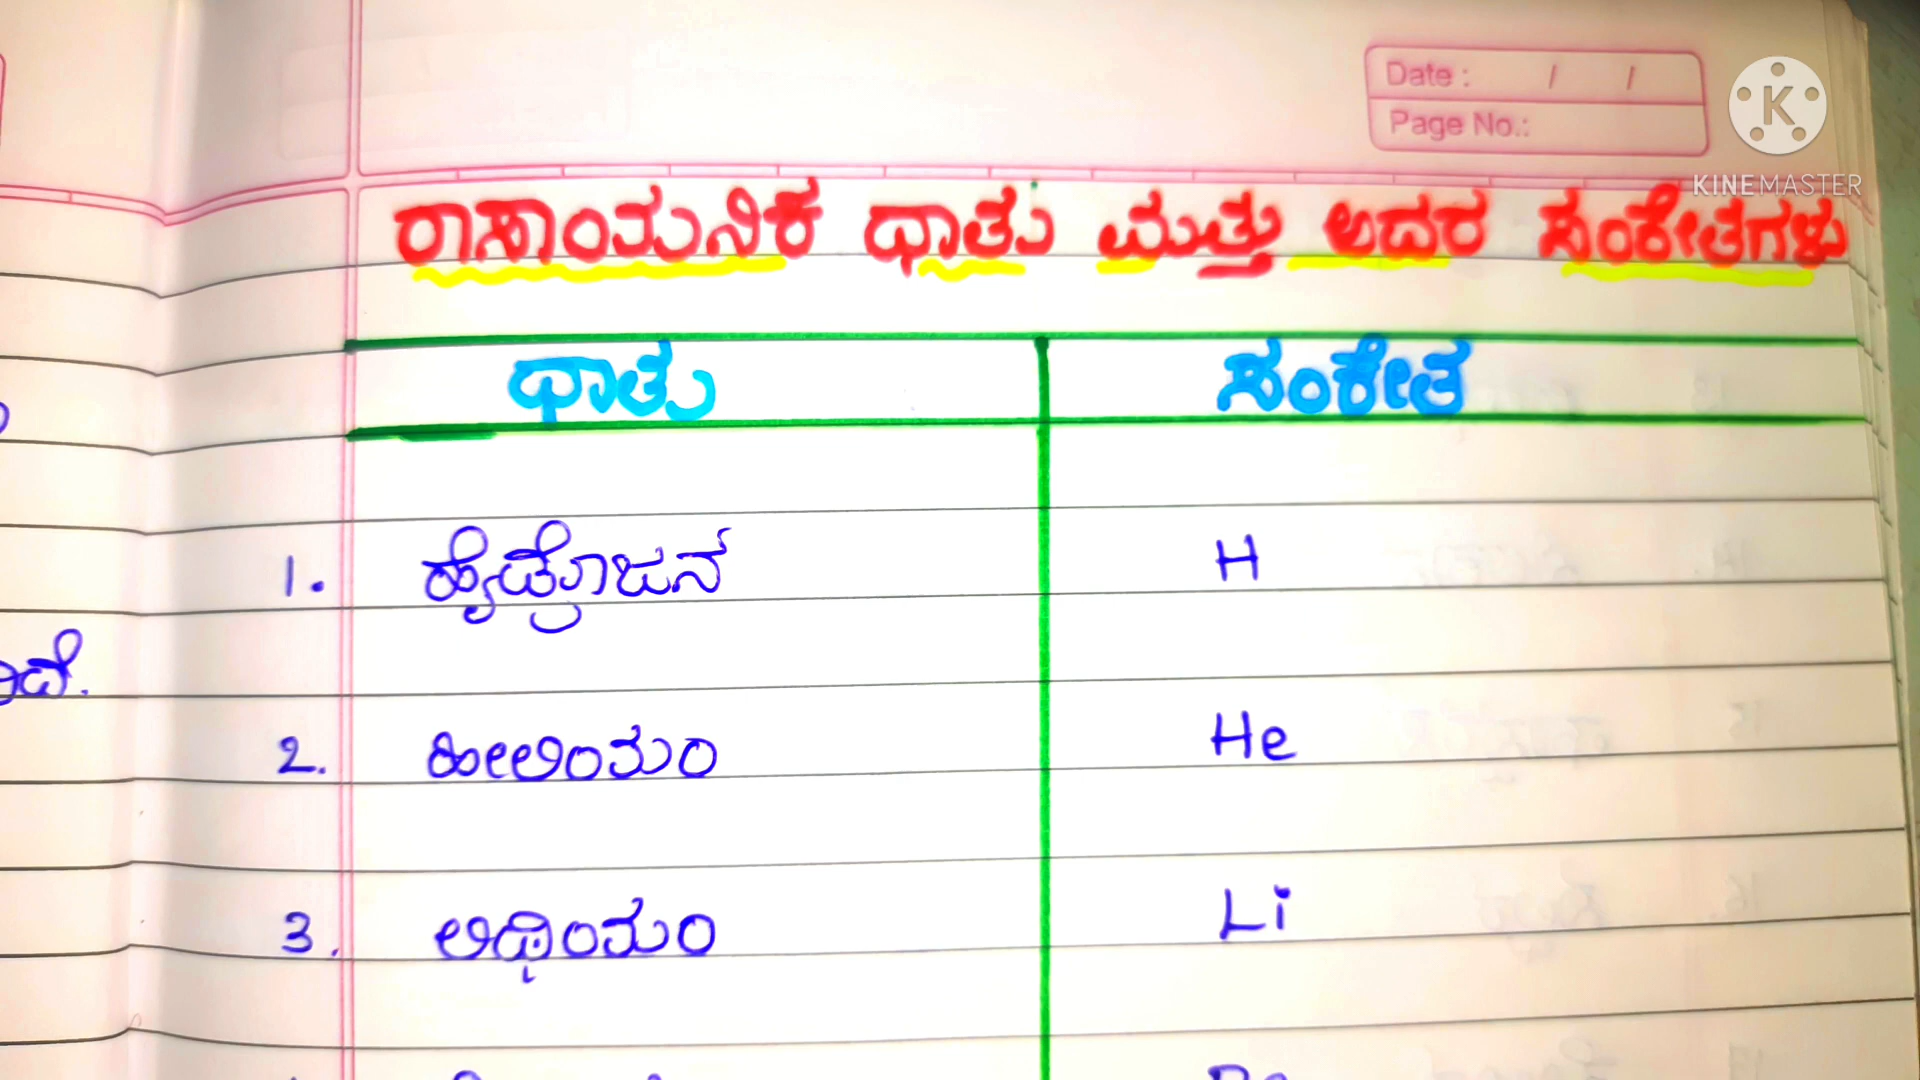 Date : / /
Page No.:
KINEMASTER
ರಾಸಾಯನಿಕ ಧಾತು ಮತ್ತು ಅದರ ಸಂಕೇತಗಳು
ಧಾತು ಸಂಕೇತ
1. ಹೈಡ್ರೋಜನ H
2. ಹೀಲಿಯಂ He
3. ಲಿಥಿಯಂ Li